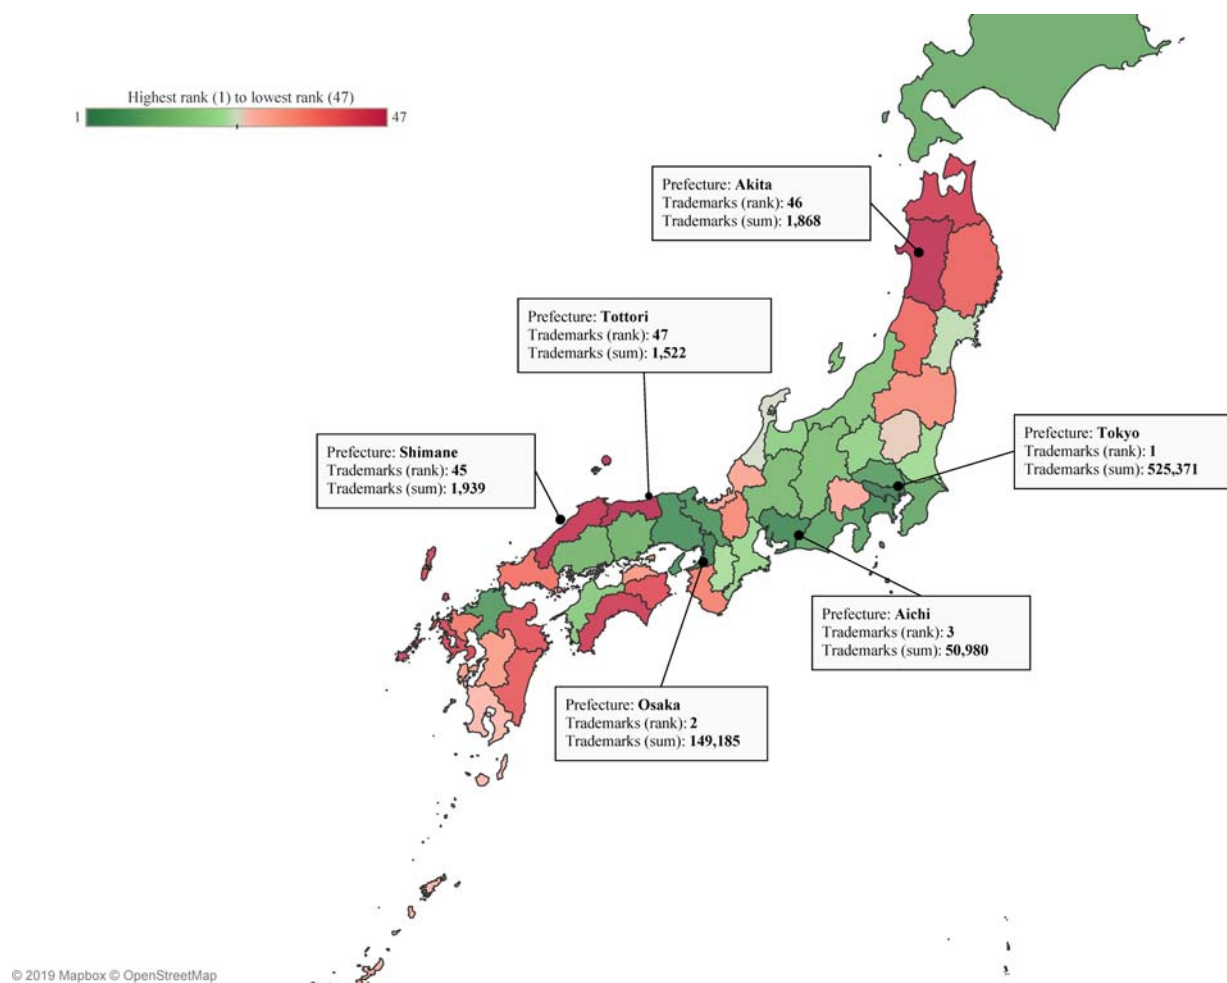 Highest rank (1) to lowest rank (47)
1
47
Prefecture: Akita
Trademarks (rank): 46
Trademarks (sum): 1,868
Prefecture: Tottori
Trademarks (rank): 47
Trademarks (sum): 1,522
Prefecture: Tokyo
Trademarks (rank): 1
Trademarks (sum): 525,371
Prefecture: Shimane
Trademarks (rank): 45
Trademarks (sum): 1,939
Prefecture: Aichi
Trademarks (rank): 3
Trademarks (sum): 50,980
Prefecture: Osaka
Trademarks (rank): 2
Trademarks (sum): 149,185
© 2019 Mapbox © OpenStreetMap